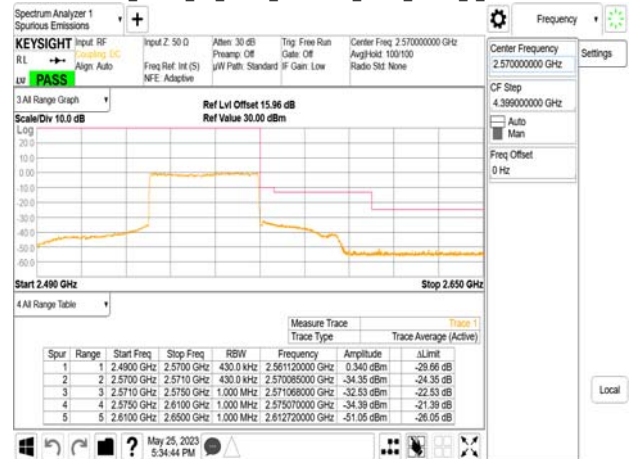 Spectrum Analyzer 1
Spurious Emissions
Frequency
KEYSIGHT Input: RF Input Z: 50 Ω Atten: 30 dB Trig: Free Run Center Freq: 2.570000000 GHz
RL Coupling: DC Preamp: Off Gate: Off Avg|Hold: 100/100
Align: Auto Freq Ref: Int (S) µW Path: Standard IF Gain: Low Radio Std: None
NFE: Adaptive
LU PASS
Center Frequency
2.570000000 GHz
Settings
CF Step
4.399000000 GHz
Auto
Man
Freq Offset
0 Hz
3 All Range Graph
Ref Lvl Offset 15.96 dB
Scale/Div 10.0 dB Ref Value 30.00 dBm
Log
20.0
10.0
0.00
-10.0
-20.0
-30.0
-40.0
-50.0
-60.0
Start 2.490 GHz Stop 2.650 GHz
4 All Range Table
Measure Trace Trace 1
Trace Type Trace Average (Active)
Spur Range Start Freq Stop Freq RBW Frequency Amplitude ΔLimit
1 1 2.4900 GHz 2.5700 GHz 430.0 kHz 2.561120000 GHz 0.340 dBm -29.66 dB
2 2 2.5700 GHz 2.5710 GHz 430.0 kHz 2.570085000 GHz -34.35 dBm -24.35 dB
3 3 2.5710 GHz 2.5750 GHz 1.000 MHz 2.571068000 GHz -32.53 dBm -22.53 dB
4 4 2.5750 GHz 2.6100 GHz 1.000 MHz 2.575070000 GHz -34.39 dBm -21.39 dB
5 5 2.6100 GHz 2.6500 GHz 1.000 MHz 2.612720000 GHz -51.05 dBm -26.05 dB
Local
May 25, 2023
5:34:44 PM